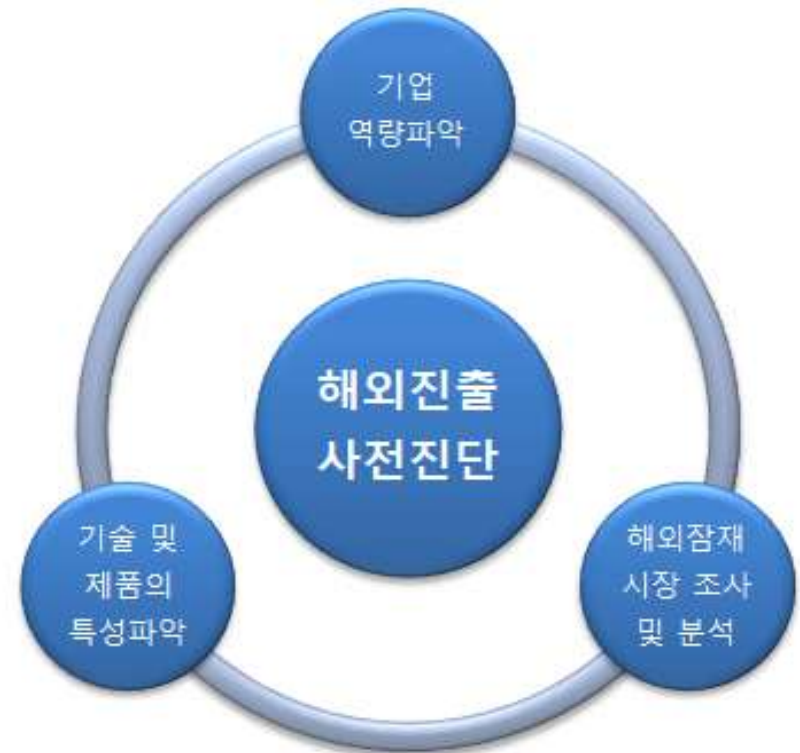 기업
역량파악
해외진출
사전진단
기술 및
제품의
특성파악
해외잠재
시장 조사
및 분석